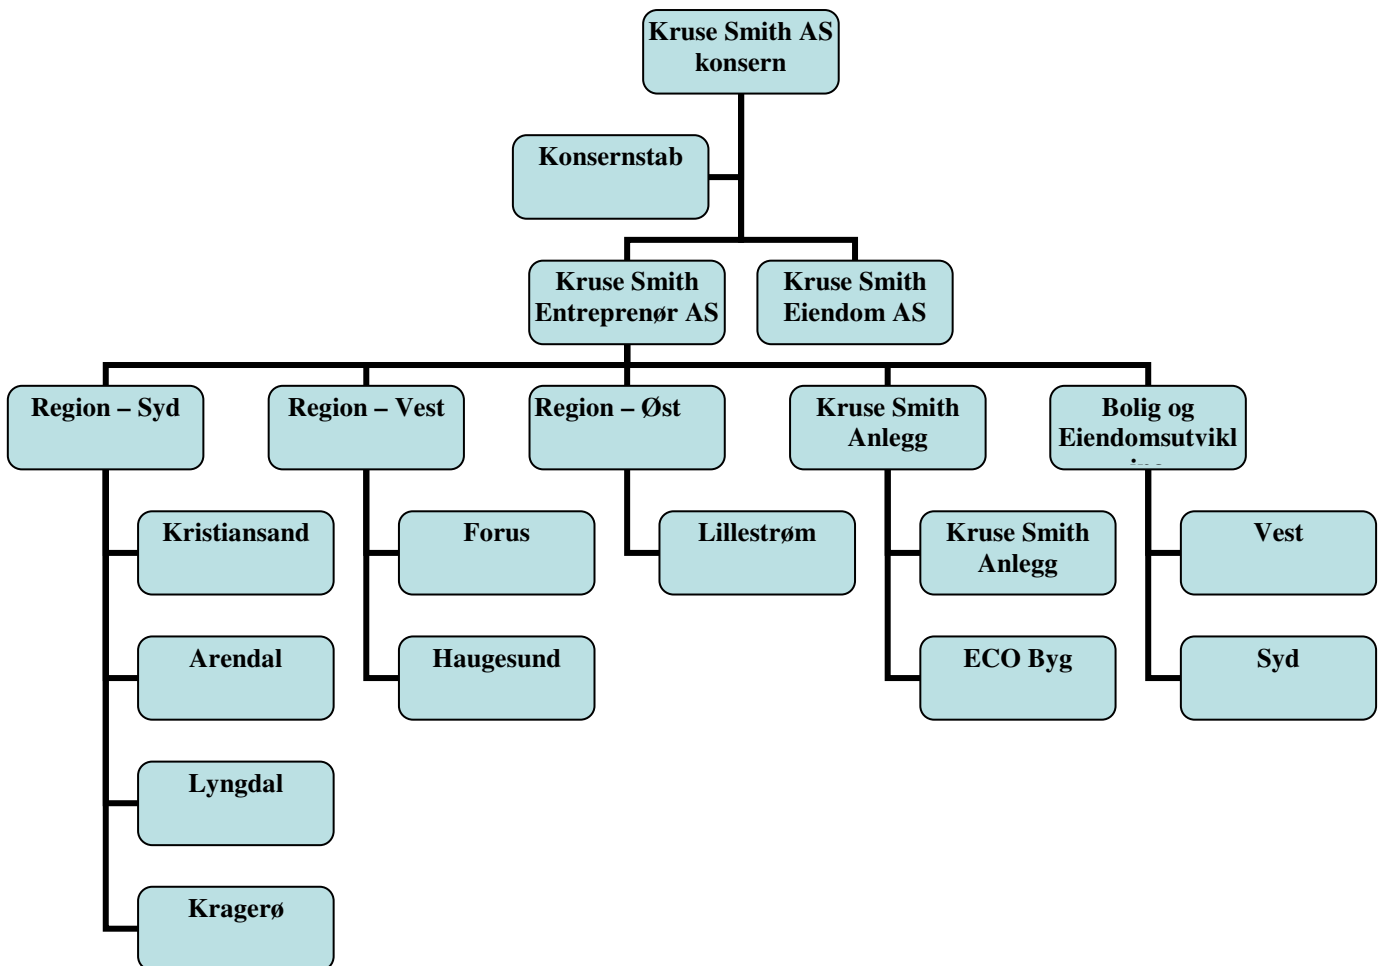 Kruse Smith AS
konsern
Konsernstab
Kruse Smith
Entreprenør AS
Kruse Smith
Eiendom AS
Region – Syd
Region – Vest
Region – Øst
Kruse Smith
Anlegg
Bolig og
Eiendomsutvikl
Kristiansand
Forus
Lillestrøm
Kruse Smith
Anlegg
Vest
Arendal
Haugesund
ECO Byg
Syd
Lyngdal
Kragerø